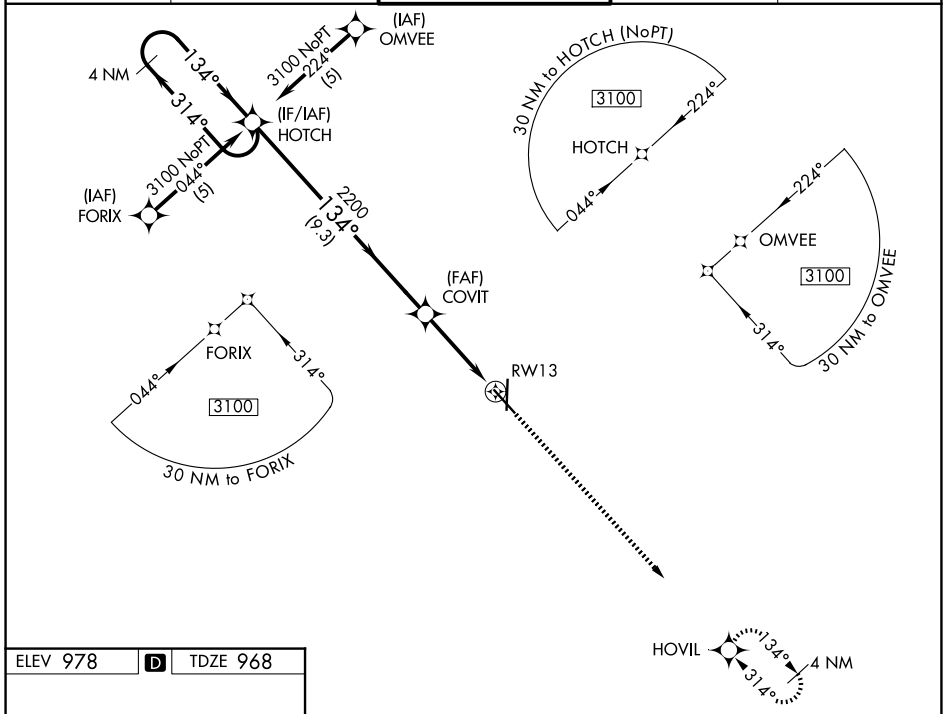 (IAF)
OMVEE
4 NM
134°
314°
3100 NoPT
224°
(5)
(IF/IAF)
HOTCH
3100 NoPT
044°
(5)
(IAF)
FORIX
2200
134°
(9.3)
(FAF)
COVIT
RW13
30 NM to HOTCH (NoPT)
3100
224°
HOTCH
044°
224°
OMVEE
3100
314°
30 NM to OMVEE
FORIX
044°
314°
3100
30 NM to FORIX
HOVIL
134°
314°
4 NM
ELEV 978 D TDZE 968